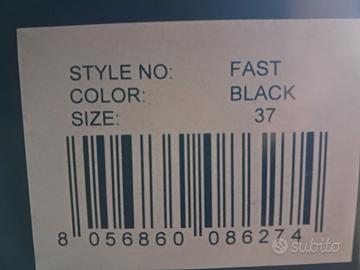 STYLE NO: FAST
COLOR: BLACK
SIZE: 37
8 056860 086274
subito